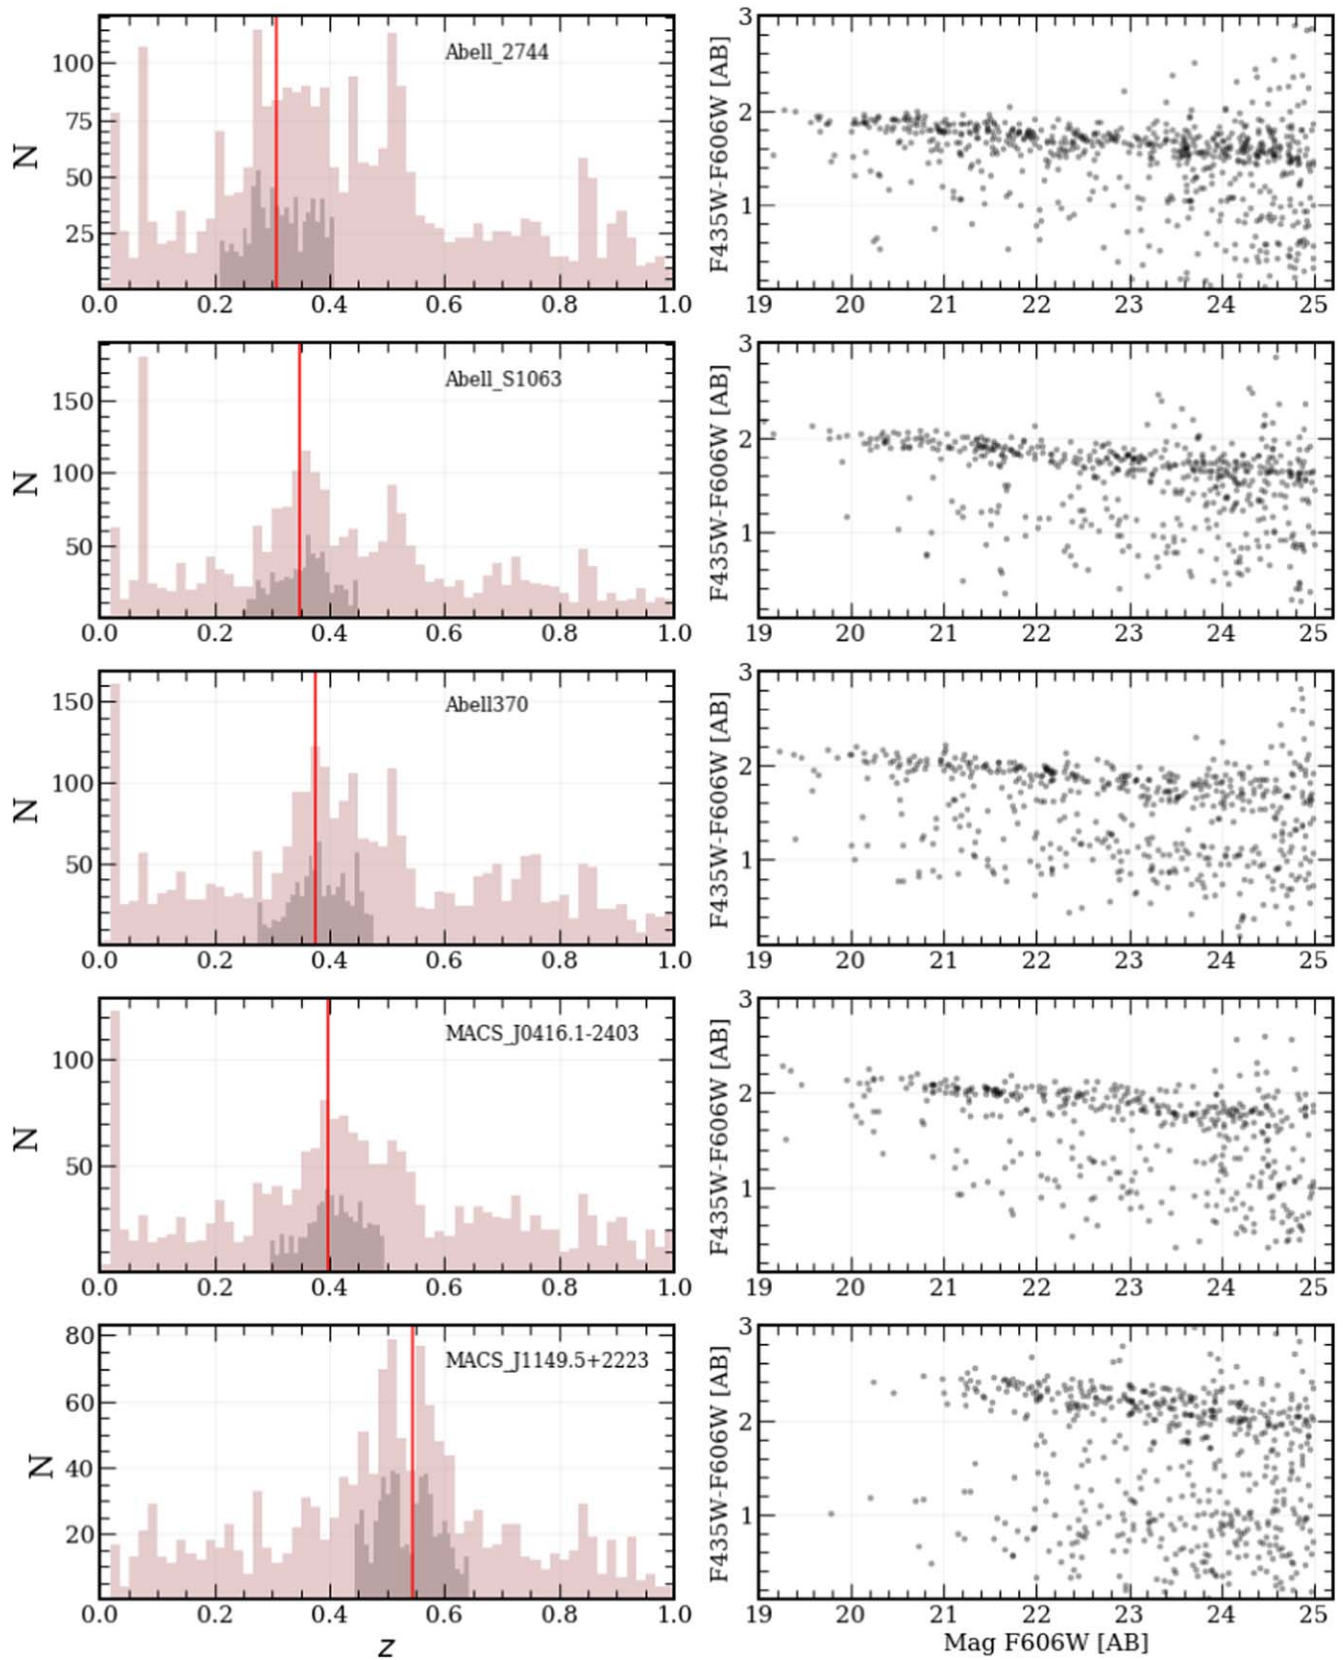 Abell_2744
100
75
50
25
N
0.0 0.2 0.4 0.6 0.8 1.0
3
2
1
F435W-F606W [AB]
19 20 21 22 23 24 25
Abell_S1063
150
100
50
N
0.0 0.2 0.4 0.6 0.8 1.0
3
2
1
F435W-F606W [AB]
19 20 21 22 23 24 25
Abell370
150
100
50
N
0.0 0.2 0.4 0.6 0.8 1.0
3
2
1
F435W-F606W [AB]
19 20 21 22 23 24 25
MACS_J0416.1-2403
100
50
N
0.0 0.2 0.4 0.6 0.8 1.0
3
2
1
F435W-F606W [AB]
19 20 21 22 23 24 25
MACS_J1149.5+2223
80
60
40
20
N
0.0 0.2 0.4 0.6 0.8 1.0
z
3
2
1
F435W-F606W [AB]
19 20 21 22 23 24 25
Mag F606W [AB]